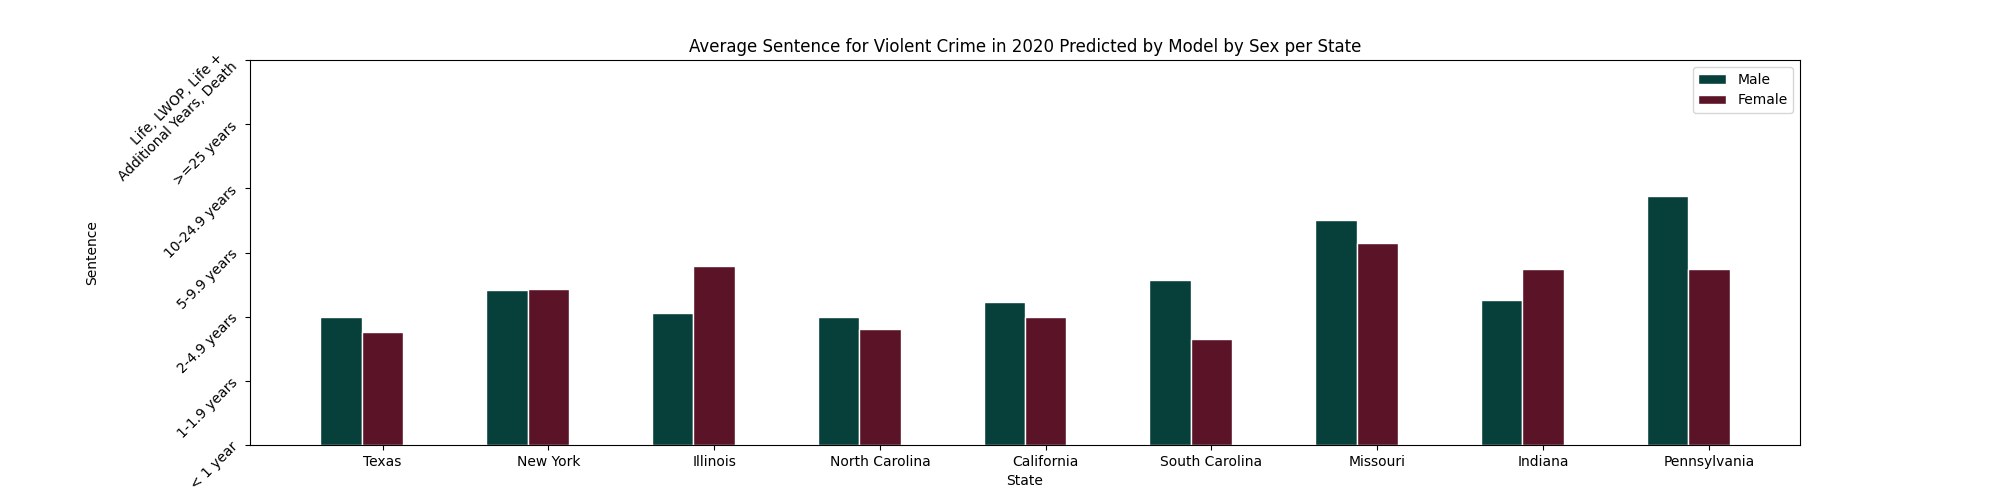 Average Sentence for Violent Crime in 2020 Predicted by Model by Sex per State
Male
Female
Sentence
Life, LWOP, Life +
Additional Years, Death
>=25 years
10-24.9 years
5-9.9 years
2-4.9 years
1-1.9 years
< 1 year
Texas
New York
Illinois
North Carolina
California
South Carolina
Missouri
Indiana
Pennsylvania
State